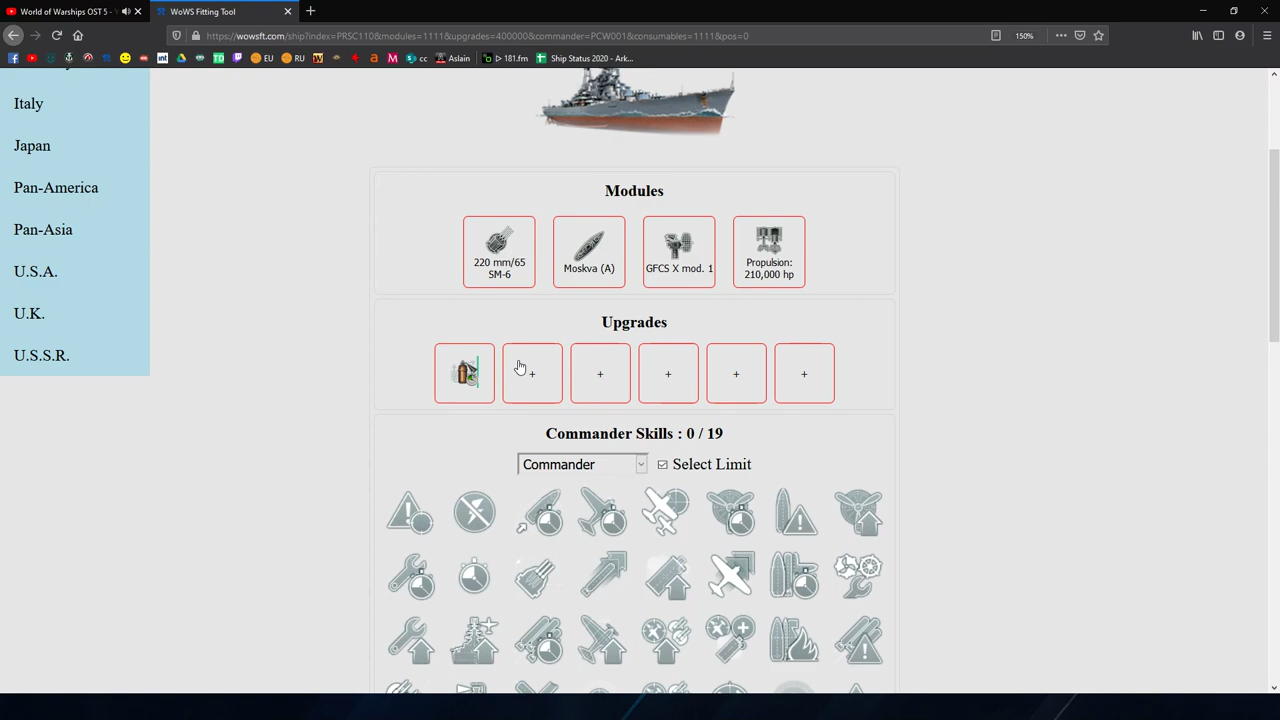 World of Warships OST 5 -
WoWS Fitting Tool
https://wowsft.com/ship?index=PRSC110&modules=1111&upgrades=400000&commander=PCW001&consumables=1111&pos=0
150%
EU
RU
cc
Aslain
181.fm
Ship Status 2020 - Ark...
Italy
Japan
Pan-America
Pan-Asia
U.S.A.
U.K.
U.S.S.R.
Modules
220 mm/65
SM-6
Moskva (A)
GFCS X mod. 1
Propulsion:
210,000 hp
Upgrades
+ + + + +
Commander Skills : 0 / 19
Commander
Select Limit